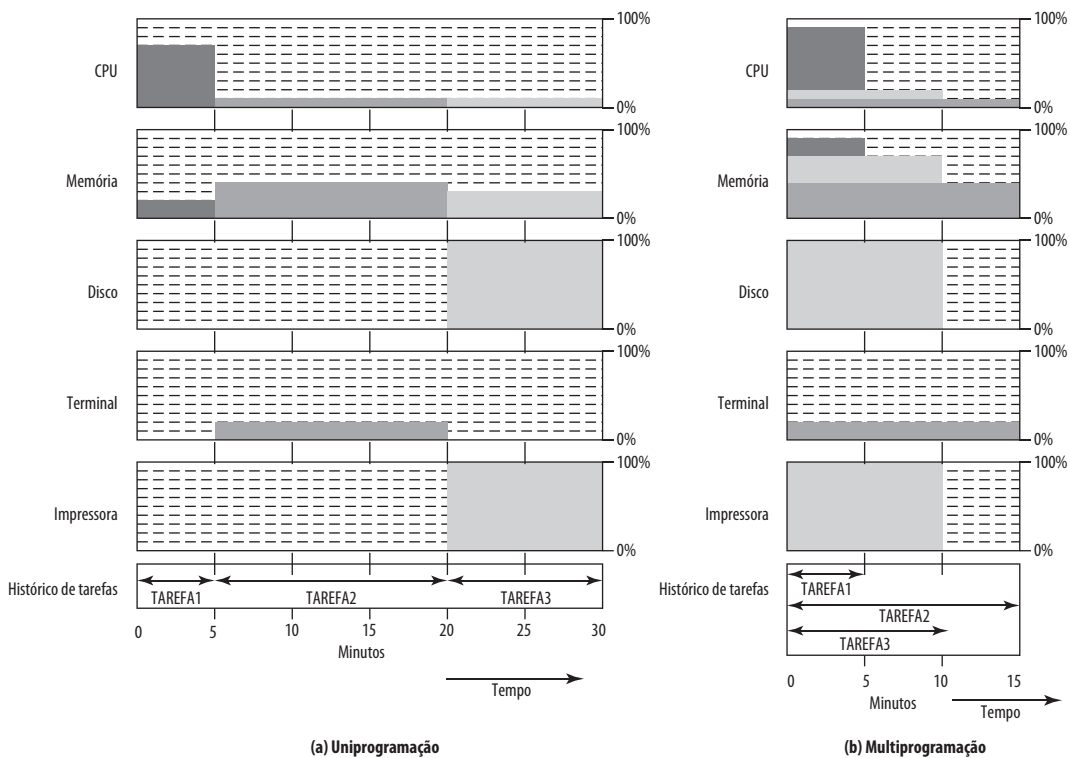 CPU
100%
0%
Memória
100%
0%
Disco
100%
0%
Terminal
100%
0%
Impressora
100%
0%
Histórico de tarefas
TAREFA1
TAREFA2
TAREFA3
0 5 10 15 20 25 30
Minutos
Tempo
(a) Uniprogramação
CPU
100%
0%
Memória
100%
0%
Disco
100%
0%
Terminal
100%
0%
Impressora
100%
0%
Histórico de tarefas
TAREFA1
TAREFA2
TAREFA3
0 5 10 15
Minutos
Tempo
(b) Multiprogramação